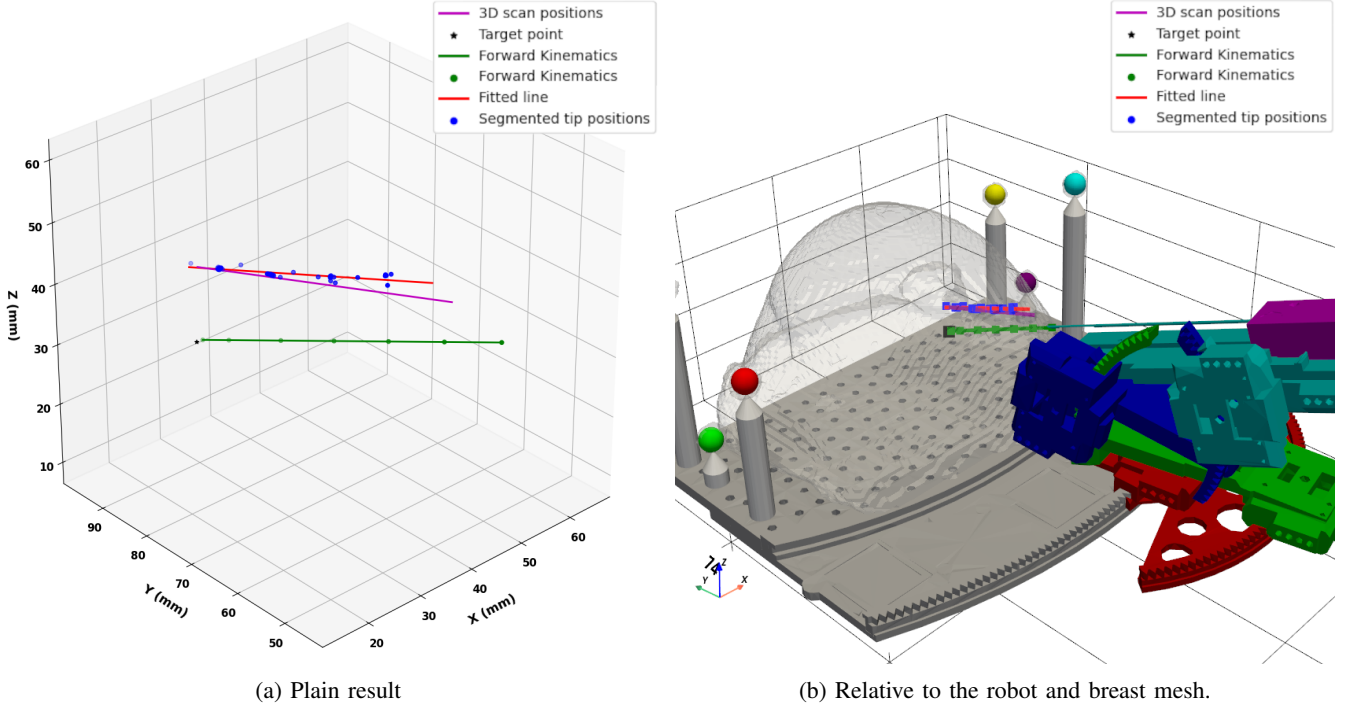 3D scan positions
Target point
Forward Kinematics
Forward Kinematics
Fitted line
Segmented tip positions
60
50
40
30
20
10
Z (mm)
90
80
70
60
50
Y (mm)
20
30
40
50
60
X (mm)
(a) Plain result
3D scan positions
Target point
Forward Kinematics
Forward Kinematics
Fitted line
Segmented tip positions
Z
Y
X
(b) Relative to the robot and breast mesh.